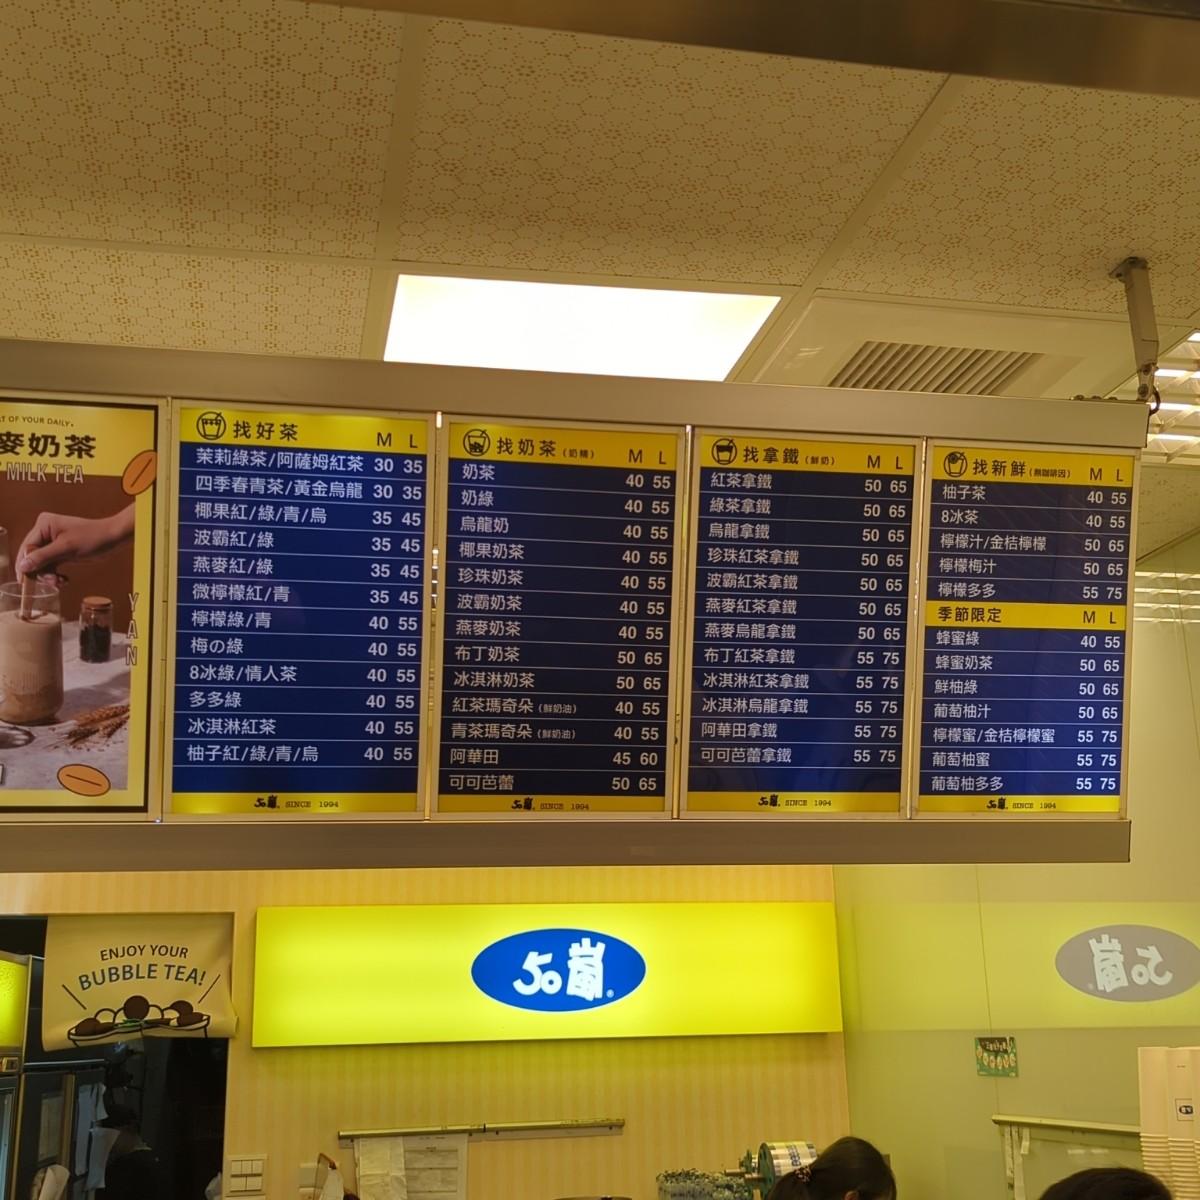 T OF YOUR DAILY.
麥奶茶
MILK TEA
YAN
找好茶 M L
茉莉綠茶/阿薩姆紅茶 30 35
四季春青茶/黃金烏龍 30 35
椰果紅/綠/青/烏 35 45
波霸紅/綠 35 45
燕麥紅/綠 35 45
微檸檬紅/青 35 45
檸檬綠/青 40 55
梅の綠 40 55
8冰綠/情人茶 40 55
多多綠 40 55
冰淇淋紅茶 40 55
柚子紅/綠/青/烏 40 55
50嵐® SINCE 1994
找奶茶(奶精) M L
奶茶 40 55
奶綠 40 55
烏龍奶 40 55
椰果奶茶 40 55
珍珠奶茶 40 55
波霸奶茶 40 55
燕麥奶茶 40 55
布丁奶茶 50 65
冰淇淋奶茶 50 65
紅茶瑪奇朵(鮮奶油) 40 55
青茶瑪奇朵(鮮奶油) 40 55
阿華田 45 60
可可芭蕾 50 65
50嵐® SINCE 1994
找拿鐵(鮮奶) M L
紅茶拿鐵 50 65
綠茶拿鐵 50 65
烏龍拿鐵 50 65
珍珠紅茶拿鐵 50 65
波霸紅茶拿鐵 50 65
燕麥紅茶拿鐵 50 65
燕麥烏龍拿鐵 50 65
布丁紅茶拿鐵 55 75
冰淇淋紅茶拿鐵 55 75
冰淇淋烏龍拿鐵 55 75
阿華田拿鐵 55 75
可可芭蕾拿鐵 55 75
50嵐® SINCE 1994
找新鮮(無咖啡因) M L
柚子茶 40 55
8冰茶 40 55
檸檬汁/金桔檸檬 50 65
檸檬梅汁 50 65
檸檬多多 55 75
季節限定 M L
蜂蜜綠 40 55
蜂蜜奶茶 50 65
鮮柚綠 50 65
葡萄柚汁 50 65
檸檬蜜/金桔檸檬蜜 55 75
葡萄柚蜜 55 75
葡萄柚多多 55 75
50嵐® SINCE 1994
ENJOY YOUR
BUBBLE TEA!
50嵐®
50嵐®